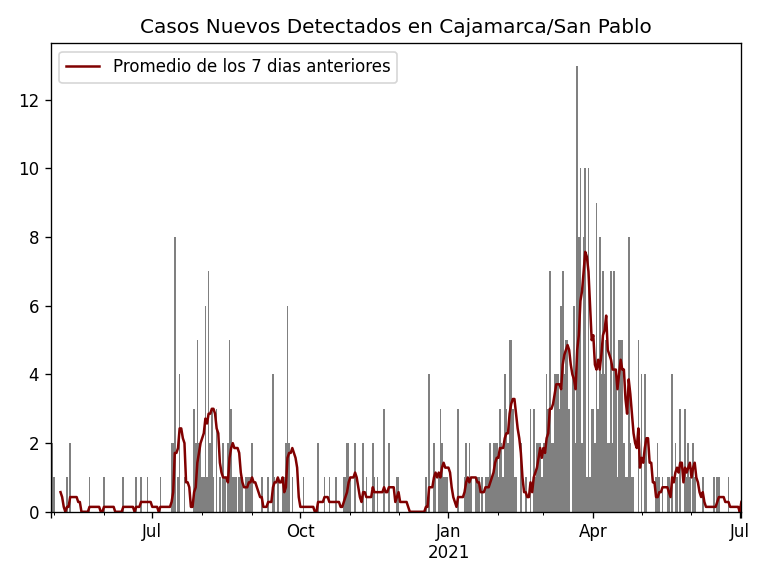 Casos Nuevos Detectados en Cajamarca/San Pablo
Promedio de los 7 dias anteriores
12
10
8
6
4
2
0
Jul Oct Jan Apr Jul
2021